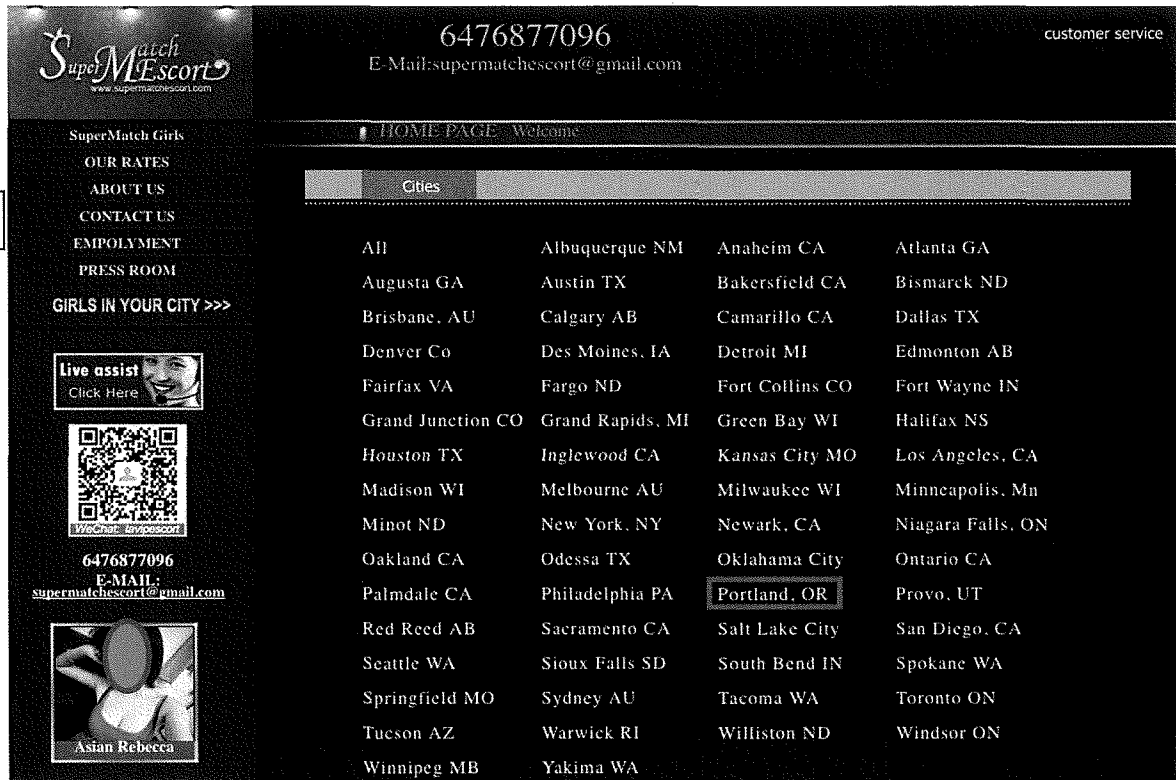 SuperMatch
Escort
www.supermatchescort.com
6476877096
E-Mail:supermatchescort@gmail.com
customer service
SuperMatch Girls
OUR RATES
ABOUT US
CONTACT US
EMPOLYMENT
PRESS ROOM
GIRLS IN YOUR CITY >>>
Live assist
Click Here
WeChat: lavipescort
6476877096
E-MAIL:
supermatchescort@gmail.com
Asian Rebecca
HOME PAGE Welcome
Cities
All Albuquerque NM Anaheim CA Atlanta GA
Augusta GA Austin TX Bakersfield CA Bismarck ND
Brisbane, AU Calgary AB Camarillo CA Dallas TX
Denver Co Des Moines, IA Detroit MI Edmonton AB
Fairfax VA Fargo ND Fort Collins CO Fort Wayne IN
Grand Junction CO Grand Rapids, MI Green Bay WI Halifax NS
Houston TX Inglewood CA Kansas City MO Los Angeles, CA
Madison WI Melbourne AU Milwaukee WI Minneapolis, Mn
Minot ND New York, NY Newark, CA Niagara Falls, ON
Oakland CA Odessa TX Oklahoma City Ontario CA
Palmdale CA Philadelphia PA Portland, OR Provo, UT
Red Reed AB Sacramento CA Salt Lake City San Diego, CA
Seattle WA Sioux Falls SD South Bend IN Spokane WA
Springfield MO Sydney AU Tacoma WA Toronto ON
Tucson AZ Warwick RI Williston ND Windsor ON
Winnipeg MB Yakima WA